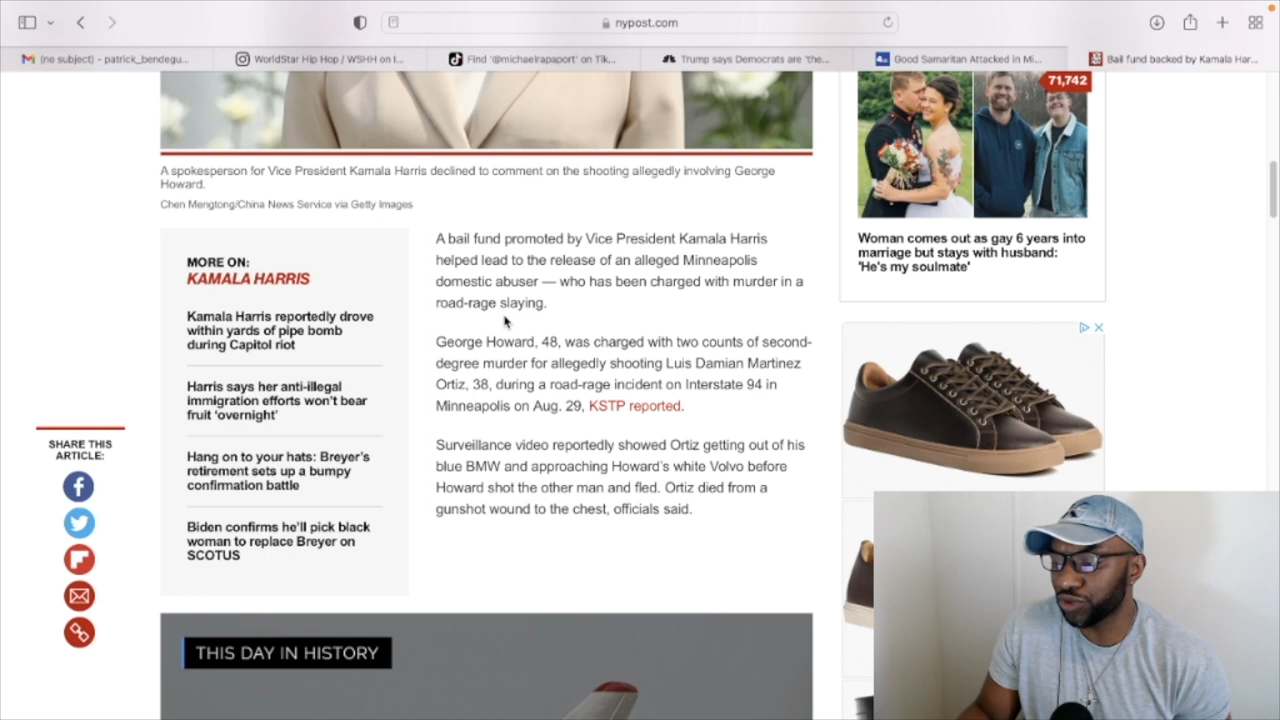 nypost.com
(no subject) - patrick_bendegu...
WorldStar Hip Hop / WSHH on I...
Find '@michaelrapaport' on Tik...
Trump says Democrats are 'the...
Good Samaritan Attacked in Mi...
Bail fund backed by Kamala Har...
A spokesperson for Vice President Kamala Harris declined to comment on the shooting allegedly involving George
Howard.
Chen Mengtong/China News Service via Getty Images
MORE ON:
KAMALA HARRIS
Kamala Harris reportedly drove
within yards of pipe bomb
during Capitol riot
Harris says her anti-illegal
immigration efforts won't bear
fruit ‘overnight’
Hang on to your hats: Breyer’s
retirement sets up a bumpy
confirmation battle
Biden confirms he’ll pick black
woman to replace Breyer on
SCOTUS
SHARE THIS
ARTICLE:
A bail fund promoted by Vice President Kamala Harris
helped lead to the release of an alleged Minneapolis
domestic abuser — who has been charged with murder in a
road-rage slaying.
George Howard, 48, was charged with two counts of second-
degree murder for allegedly shooting Luis Damian Martinez
Ortiz, 38, during a road-rage incident on Interstate 94 in
Minneapolis on Aug. 29, KSTP reported.
Surveillance video reportedly showed Ortiz getting out of his
blue BMW and approaching Howard’s white Volvo before
Howard shot the other man and fled. Ortiz died from a
gunshot wound to the chest, officials said.
THIS DAY IN HISTORY
71,742
Woman comes out as gay 6 years into
marriage but stays with husband:
'He's my soulmate'